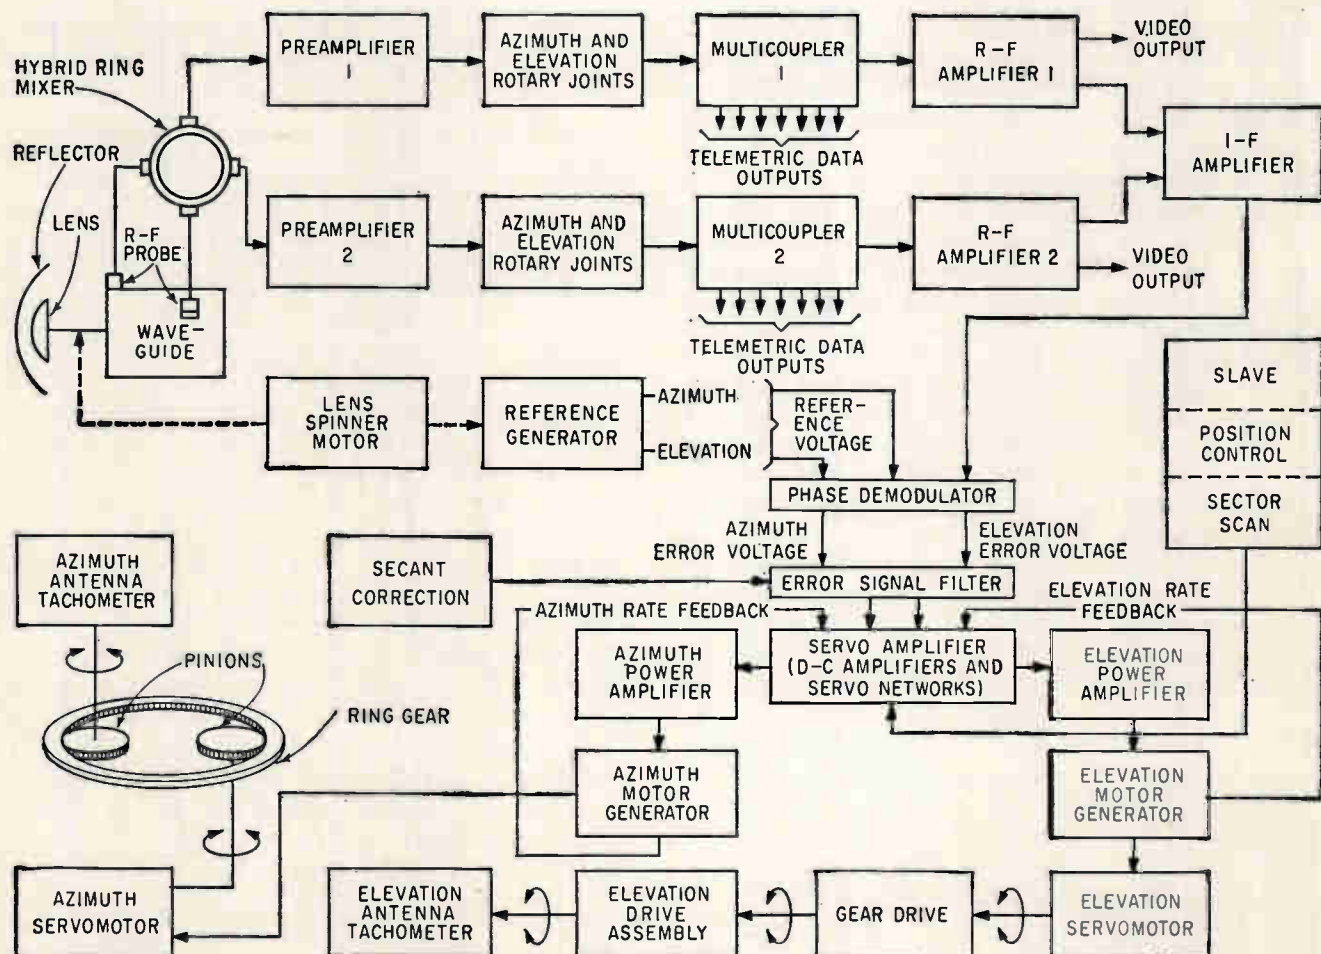 HYBRID RING
MIXER
REFLECTOR
LENS
R-F
PROBE
WAVE-
GUIDE
PREAMPLIFIER
1
AZIMUTH AND
ELEVATION
ROTARY JOINTS
MULTICOUPLER
1
TELEMETRIC DATA
OUTPUTS
R-F
AMPLIFIER 1
VIDEO
OUTPUT
I-F
AMPLIFIER
PREAMPLIFIER
2
AZIMUTH AND
ELEVATION
ROTARY JOINTS
MULTICOUPLER
2
TELEMETRIC DATA
OUTPUTS
R-F
AMPLIFIER 2
VIDEO
OUTPUT
LENS
SPINNER
MOTOR
REFERENCE
GENERATOR
AZIMUTH
ELEVATION
REFER-
ENCE
VOLTAGE
SLAVE
POSITION
CONTROL
SECTOR
SCAN
PHASE DEMODULATOR
AZIMUTH
ERROR VOLTAGE
ELEVATION
ERROR VOLTAGE
AZIMUTH
ANTENNA
TACHOMETER
SECANT
CORRECTION
ERROR SIGNAL FILTER
AZIMUTH RATE FEEDBACK
ELEVATION RATE
FEEDBACK
PINIONS
RING GEAR
AZIMUTH
POWER
AMPLIFIER
SERVO AMPLIFIER
(D-C AMPLIFIERS AND
SERVO NETWORKS)
ELEVATION
POWER
AMPLIFIER
AZIMUTH
MOTOR
GENERATOR
ELEVATION
MOTOR
GENERATOR
AZIMUTH
SERVOMOTOR
ELEVATION
ANTENNA
TACHOMETER
ELEVATION
DRIVE
ASSEMBLY
GEAR DRIVE
ELEVATION
SERVOMOTOR